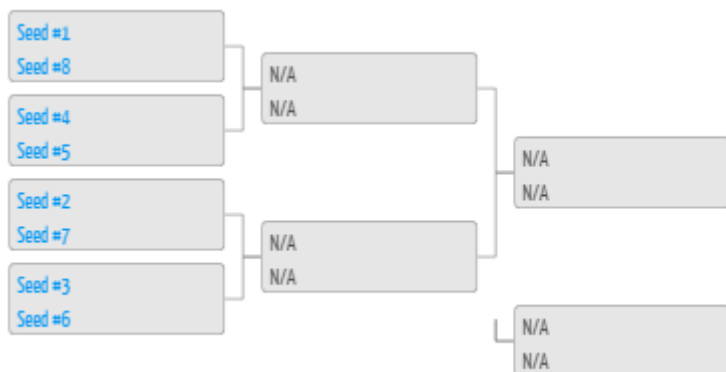 Seed #1
Seed #8
Seed #4
Seed #5
Seed #2
Seed #7
Seed #3
Seed #6
N/A
N/A
N/A
N/A
N/A
N/A
N/A
N/A